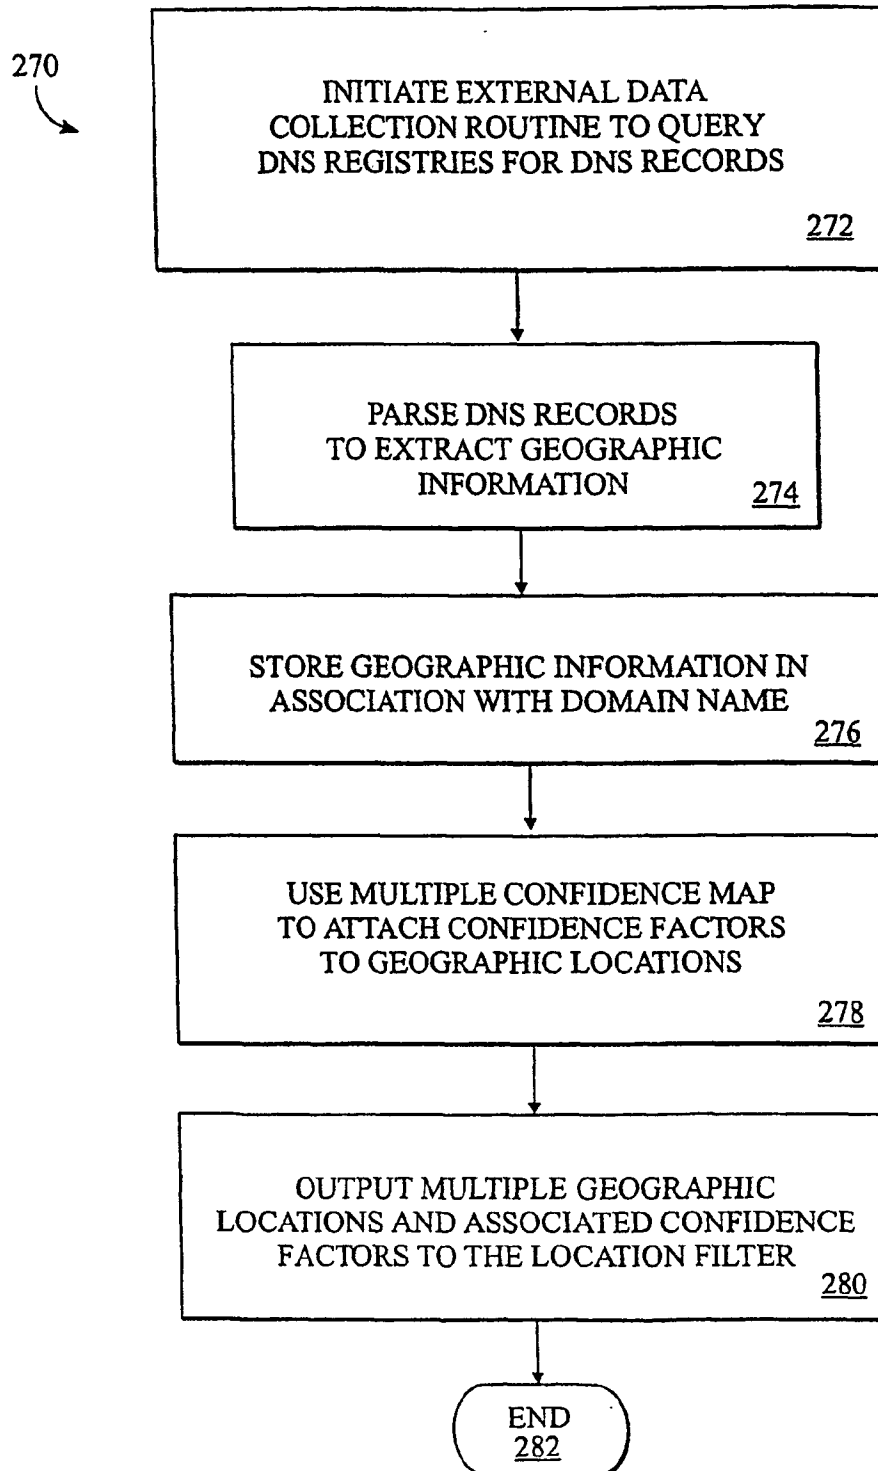 270
INITIATE EXTERNAL DATA
COLLECTION ROUTINE TO QUERY
DNS REGISTRIES FOR DNS RECORDS
272
PARSE DNS RECORDS
TO EXTRACT GEOGRAPHIC
INFORMATION
274
STORE GEOGRAPHIC INFORMATION IN
ASSOCIATION WITH DOMAIN NAME
276
USE MULTIPLE CONFIDENCE MAP
TO ATTACH CONFIDENCE FACTORS
TO GEOGRAPHIC LOCATIONS
278
OUTPUT MULTIPLE GEOGRAPHIC
LOCATIONS AND ASSOCIATED CONFIDENCE
FACTORS TO THE LOCATION FILTER
280
END
282